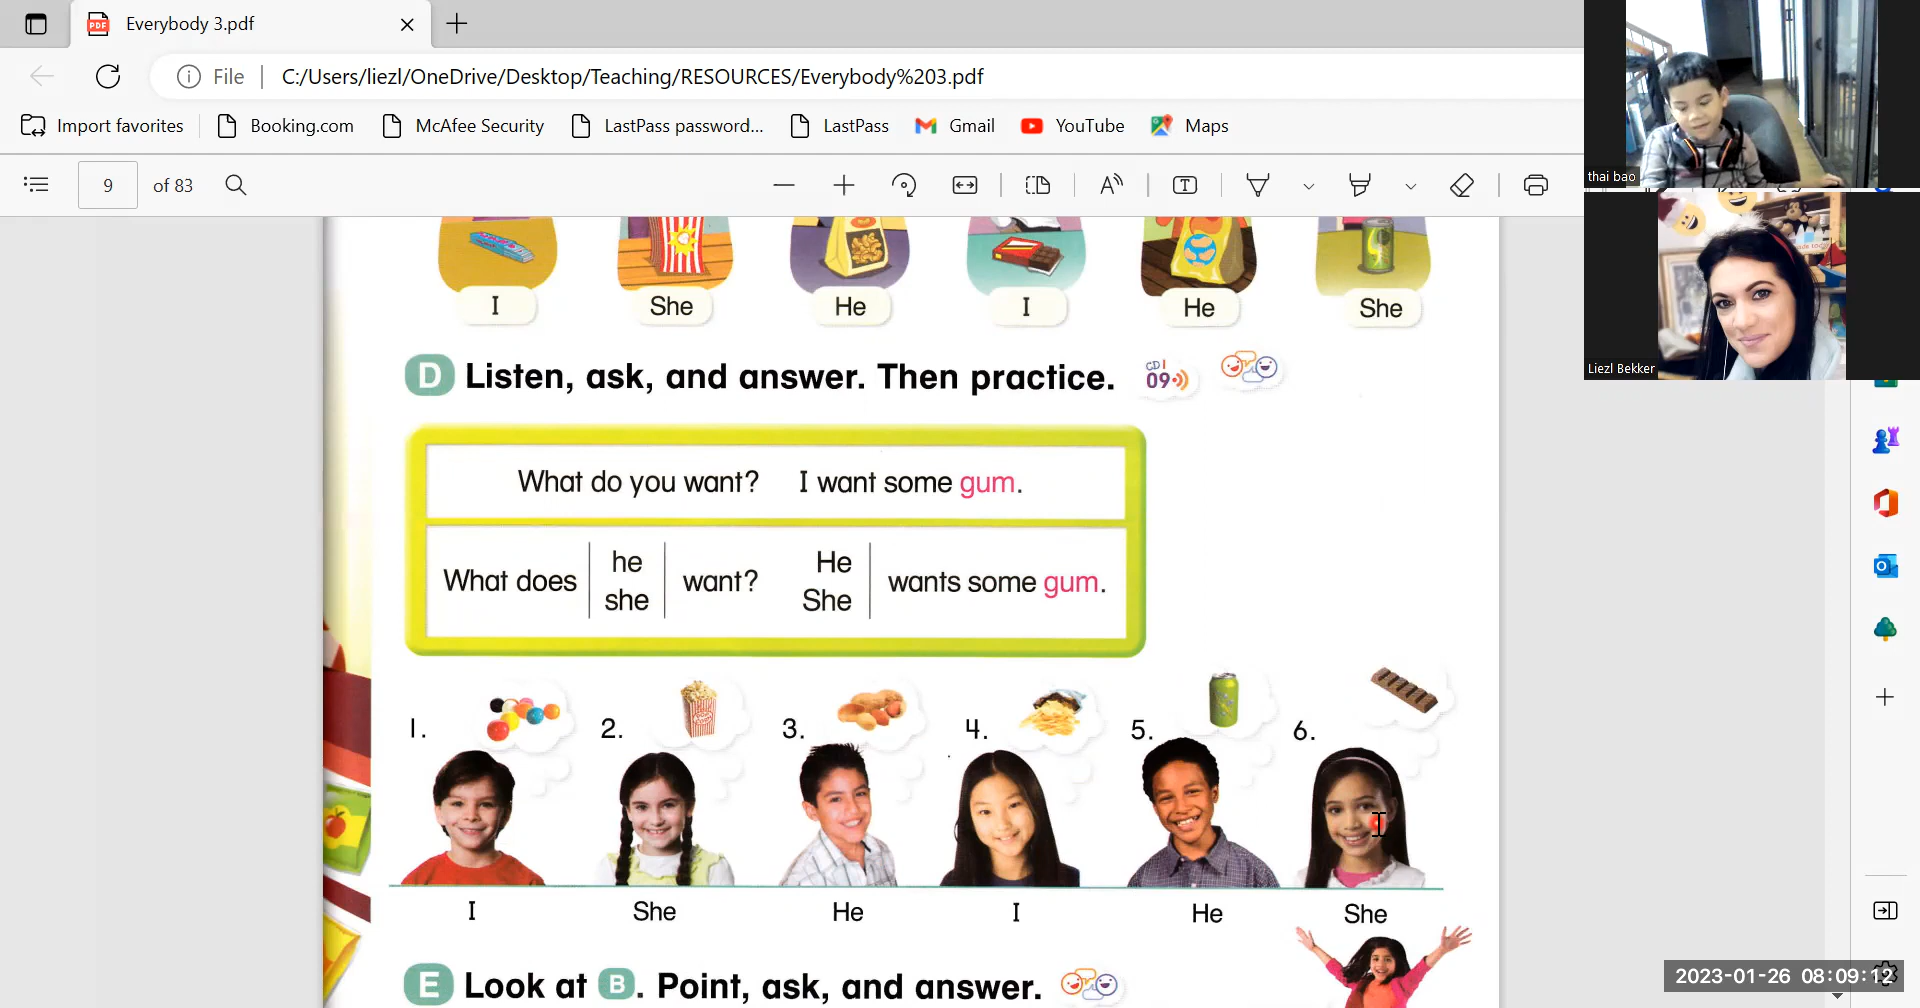 Everybody 3.pdf
File
C:/Users/liezl/OneDrive/Desktop/Teaching/RESOURCES/Everybody%203.pdf
Import favorites
Booking.com
McAfee Security
LastPass password...
LastPass
Gmail
YouTube
Maps
9 of 83
thai bao
Liezl Bekker
I She He I He She
D Listen, ask, and answer. Then practice. CD1 09
What do you want? I want some gum.
What does he she want? He She wants some gum.
1. 2. 3. 4. 5. 6.
I She He I He She
E Look at B. Point, ask, and answer.
2023-01-26 08:09:12